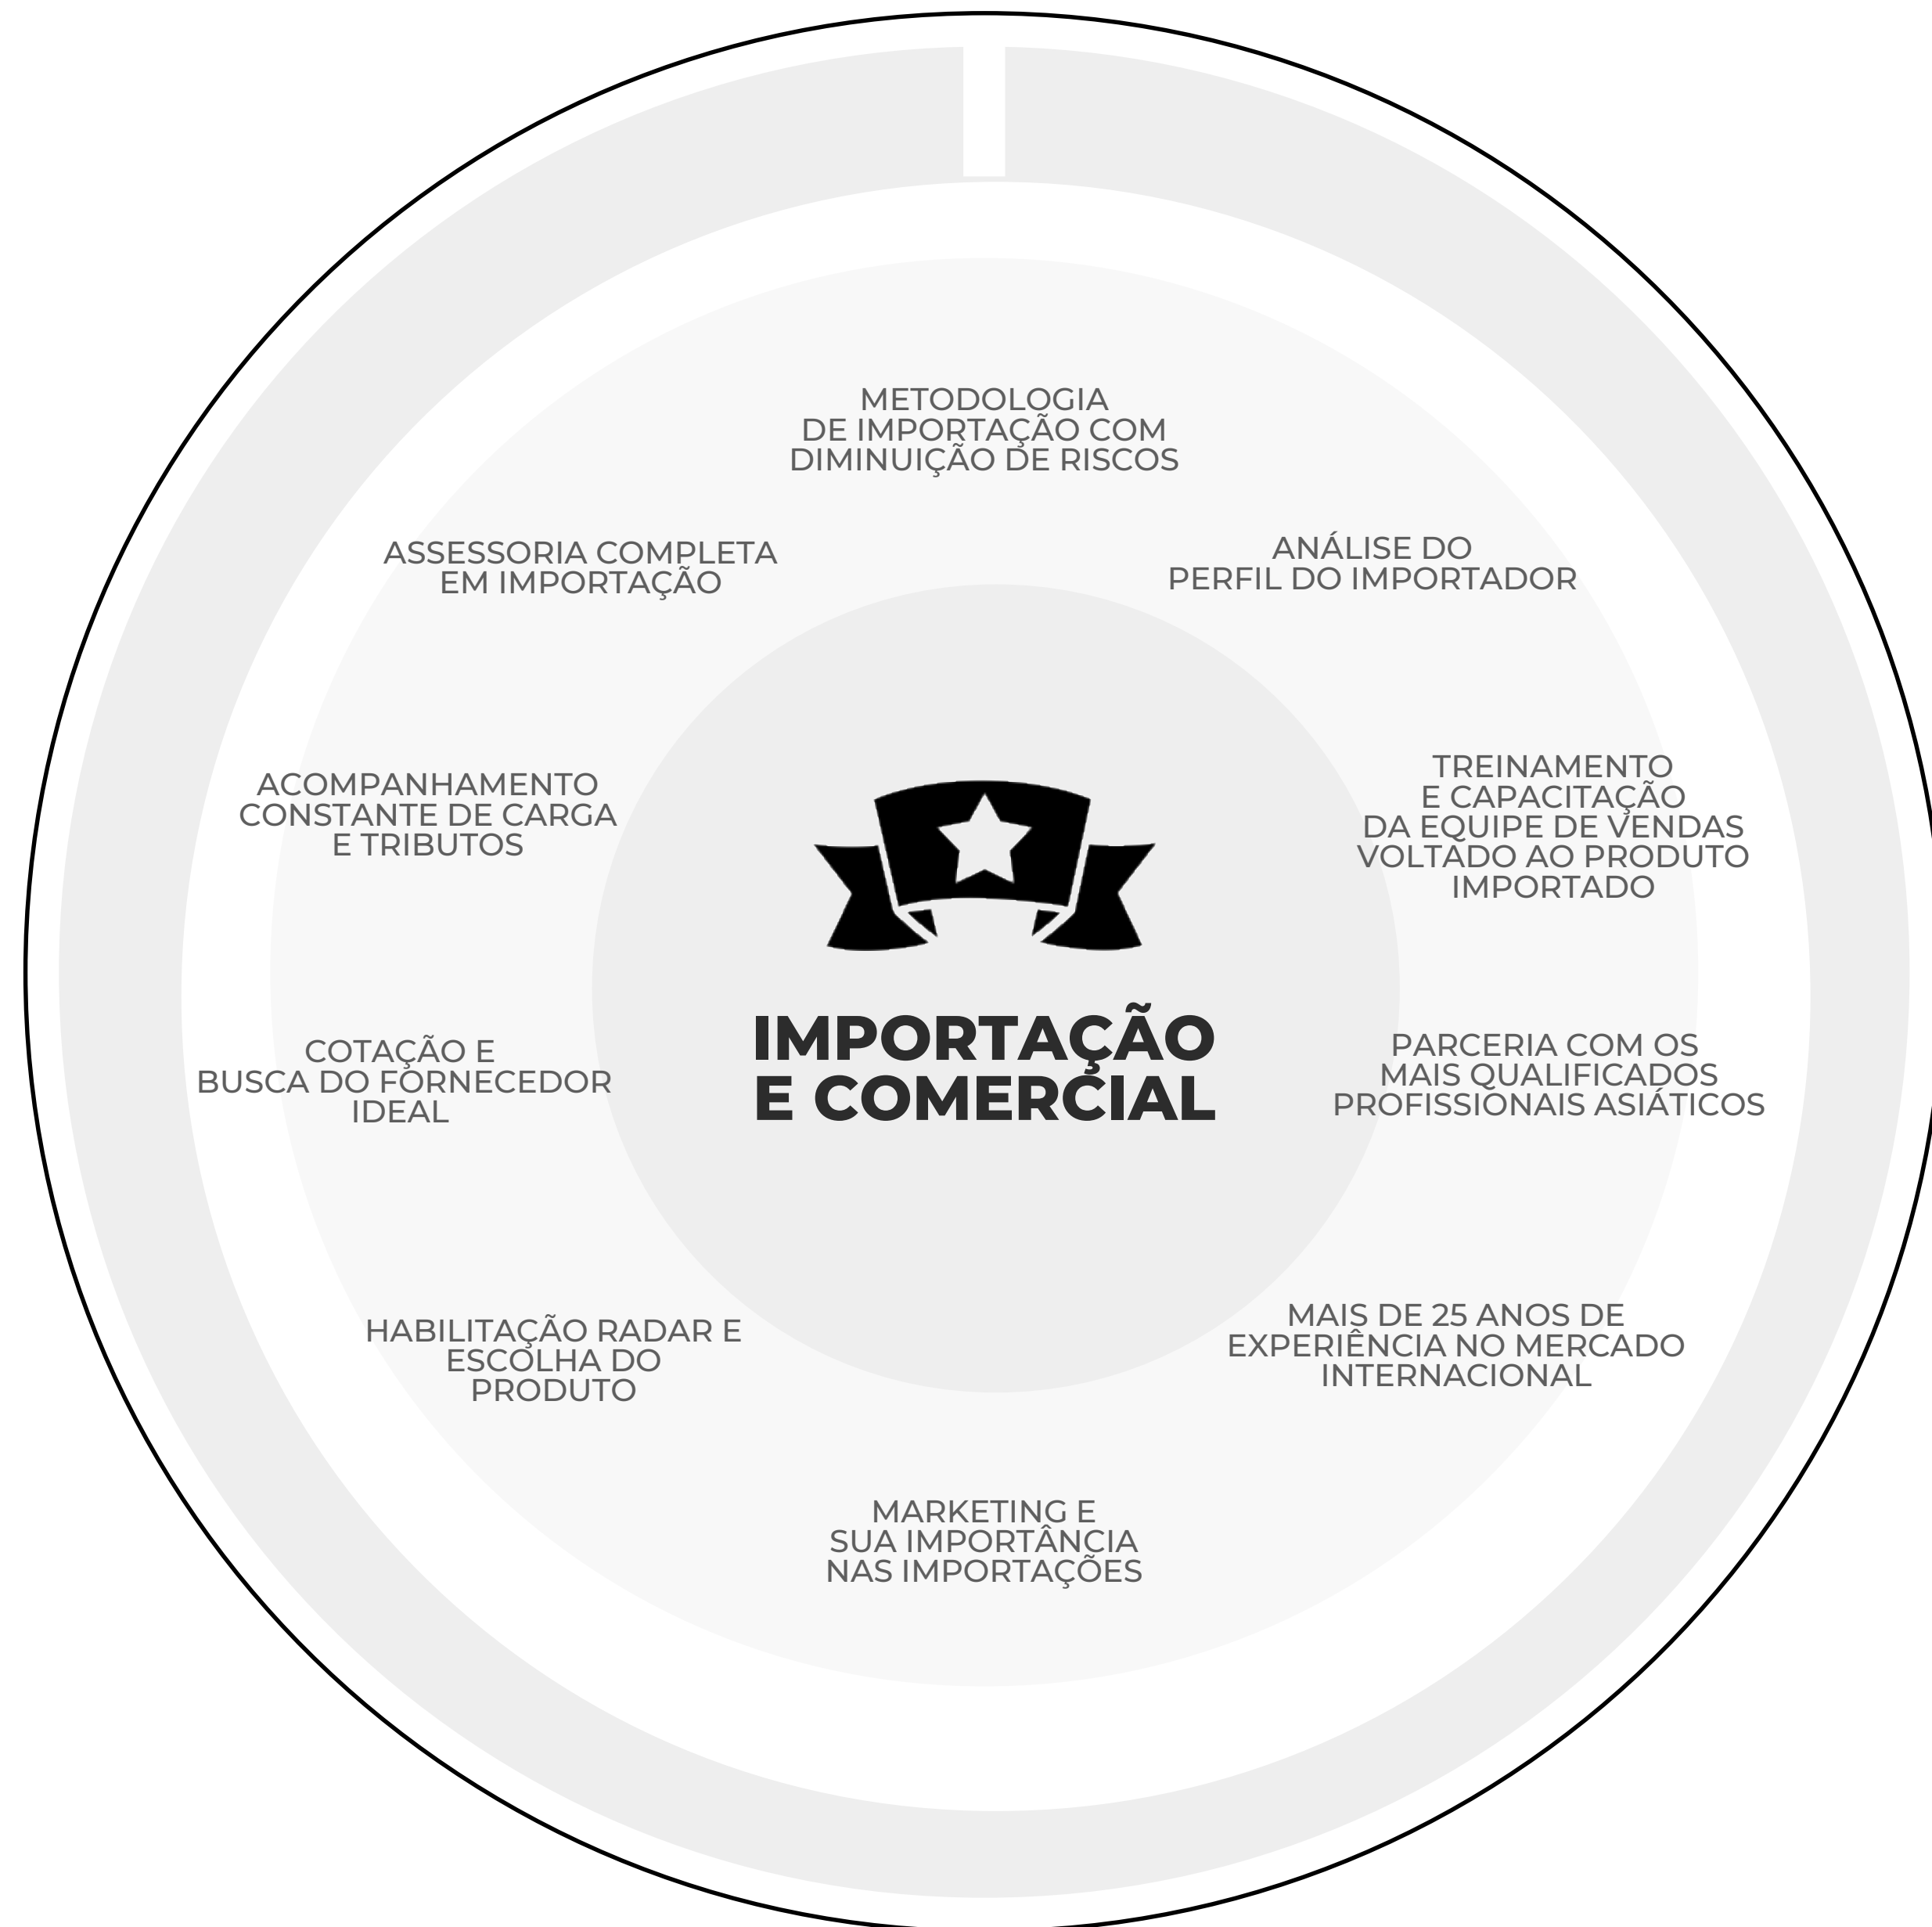 METODOLOGIA
DE IMPORTAÇÃO COM
DIMINUIÇÃO DE RISCOS
ANÁLISE DO
PERFIL DO IMPORTADOR
TREINAMENTO
E CAPACITAÇÃO
DA EQUIPE DE VENDAS
VOLTADO AO PRODUTO
IMPORTADO
PARCERIA COM OS
MAIS QUALIFICADOS
PROFISSIONAIS ASIÁTICOS
MAIS DE 25 ANOS DE
EXPERIÊNCIA NO MERCADO
INTERNACIONAL
MARKETING E
SUA IMPORTÂNCIA
NAS IMPORTAÇÕES
HABILITAÇÃO RADAR E
ESCOLHA DO
PRODUTO
COTAÇÃO E
BUSCA DO FORNECEDOR
IDEAL
ACOMPANHAMENTO
CONSTANTE DE CARGA
E TRIBUTOS
ASSESSORIA COMPLETA
EM IMPORTAÇÃO
IMPORTAÇÃO
E COMERCIAL